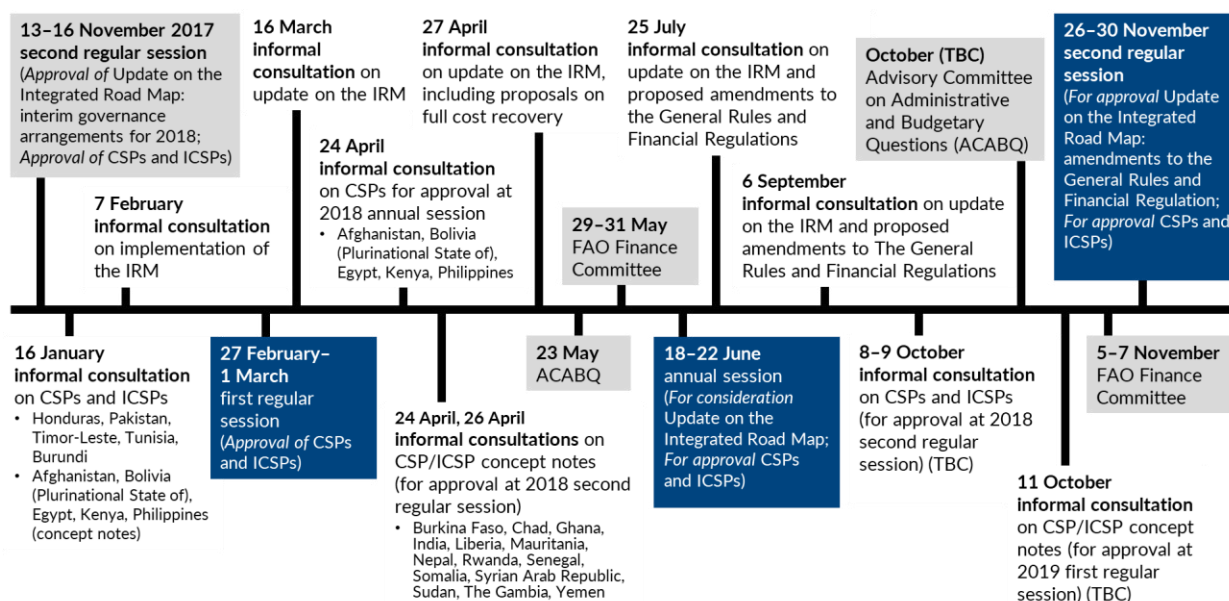 13–16 November 2017
second regular session
(Approval of Update on the
Integrated Road Map:
interim governance
arrangements for 2018;
Approval of CSPs and ICSPs)
7 February
informal consultation
on implementation of
the IRM
16 March
informal
consultation on
update on the IRM
24 April
informal consultation
on CSPs for approval at
2018 annual session
• Afghanistan, Bolivia
(Plurinational State of),
Egypt, Kenya, Philippines
27 April
informal consultation
on update on the IRM,
including proposals on
full cost recovery
29–31 May
FAO Finance
Committee
25 July
informal consultation on
update on the IRM and
proposed amendments to
the General Rules and
Financial Regulations
6 September
informal consultation on update
on the IRM and proposed
amendments to The General
Rules and Financial Regulations
October (TBC)
Advisory Committee
on Administrative
and Budgetary
Questions (ACABQ)
26–30 November
second regular
session
(For approval Update
on the Integrated
Road Map:
amendments to the
General Rules and
Financial Regulation;
For approval CSPs and
ICSPs)
16 January
informal consultation
on CSPs and ICSPs
• Honduras, Pakistan,
Timor-Leste, Tunisia,
Burundi
• Afghanistan, Bolivia
(Plurinational State of),
Egypt, Kenya, Philippines
(concept notes)
27 February–
1 March
first regular
session
(Approval of CSPs
and ICSPs)
24 April, 26 April
informal consultations on
CSP/ICSP concept notes
(for approval at 2018 second
regular session)
• Burkina Faso, Chad, Ghana,
India, Liberia, Mauritania,
Nepal, Rwanda, Senegal,
Somalia, Syrian Arab Republic,
Sudan, The Gambia, Yemen
23 May
ACABQ
18–22 June
annual session
(For consideration
Update on the
Integrated Road Map;
For approval CSPs
and ICSPs)
8–9 October
informal consultation
on CSPs and ICSPs
(for approval at 2018
second regular
session) (TBC)
11 October
informal consultation
on CSP/ICSP concept
notes (for approval at
2019 first regular
session) (TBC)
5–7 November
FAO Finance
Committee